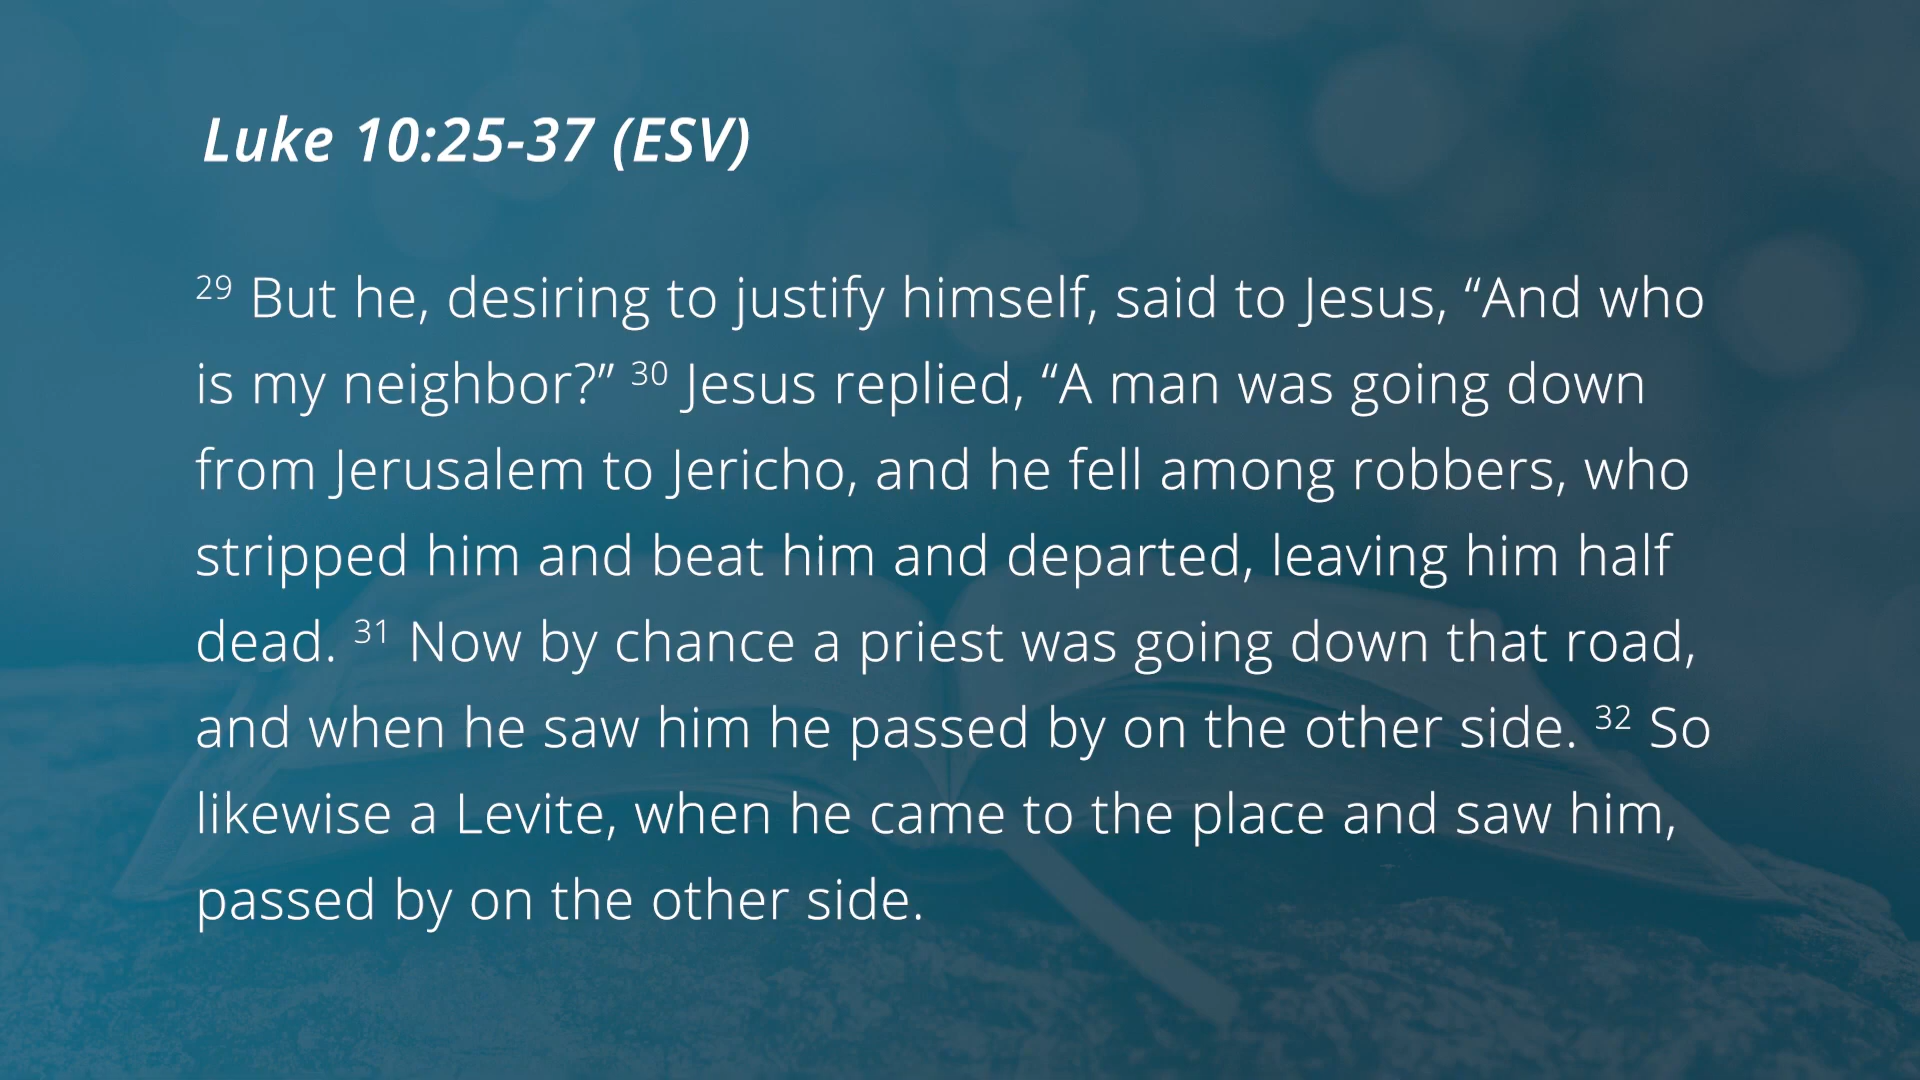 Luke 10:25-37 (ESV)
29 But he, desiring to justify himself, said to Jesus, “And who
is my neighbor?” 30 Jesus replied, “A man was going down
from Jerusalem to Jericho, and he fell among robbers, who
stripped him and beat him and departed, leaving him half
dead. 31 Now by chance a priest was going down that road,
and when he saw him he passed by on the other side. 32 So
likewise a Levite, when he came to the place and saw him,
passed by on the other side.